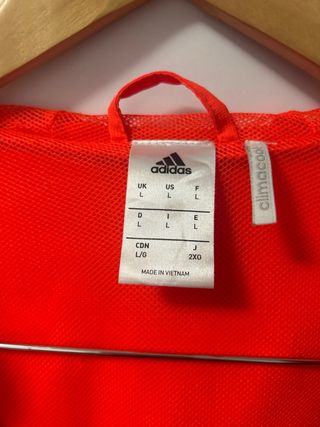 adidas
UK US F
L L L
D I E
L L L
CDN J
L/G 2XO
MADE IN VIETNAM
climacool